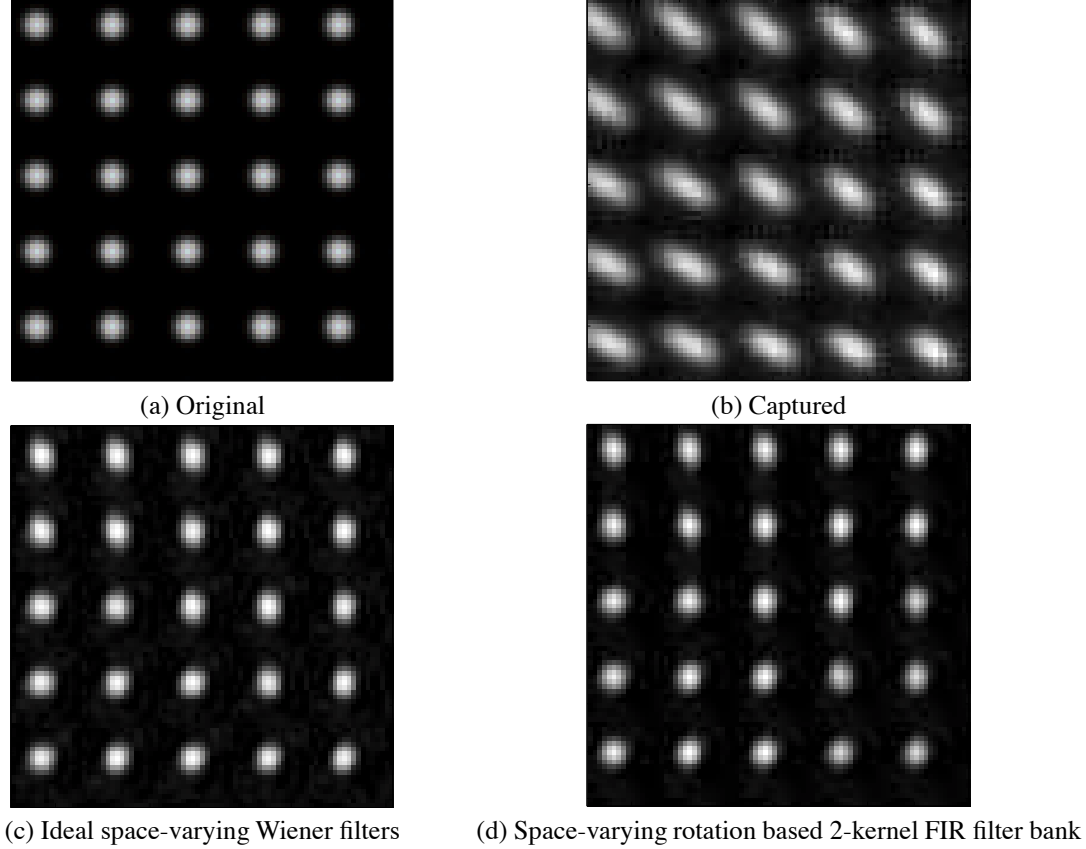 (a) Original
(b) Captured
(c) Ideal space-varying Wiener filters
(d) Space-varying rotation based 2-kernel FIR filter bank